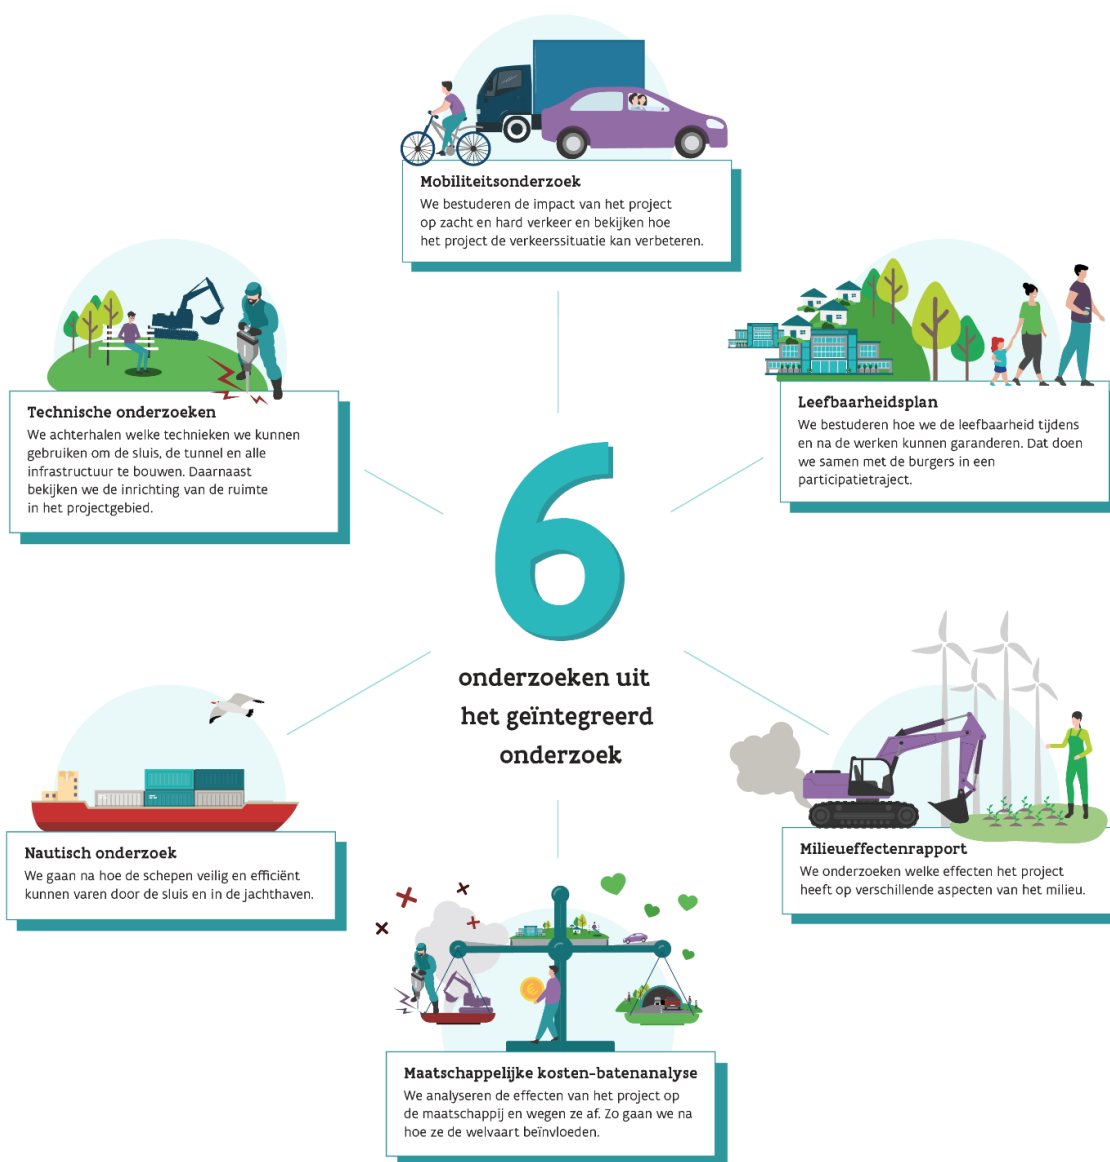 Mobiliteitsonderzoek
We bestuderen de impact van het project
op zacht en hard verkeer en bekijken hoe
het project de verkeerssituatie kan verbeteren.
Technische onderzoeken
We achterhalen welke technieken we kunnen
gebruiken om de sluis, de tunnel en alle
infrastructuur te bouwen. Daarnaast
bekijken we de inrichting van de ruimte
in het projectgebied.
Leefbaarheidsplan
We bestuderen hoe we de leefbaarheid tijdens
en na de werken kunnen garanderen. Dat doen
we samen met de burgers in een
participatietraject.
6
onderzoeken uit
het geïntegreerd
onderzoek
Nautisch onderzoek
We gaan na hoe de schepen veilig en efficiënt
kunnen varen door de sluis en in de jachthaven.
Milieueffectenrapport
We onderzoeken welke effecten het project
heeft op verschillende aspecten van het milieu.
Maatschappelijke kosten-batenanalyse
We analyseren de effecten van het project op
de maatschappij en wegen ze af. Zo gaan we na
hoe ze de welvaart beïnvloeden.